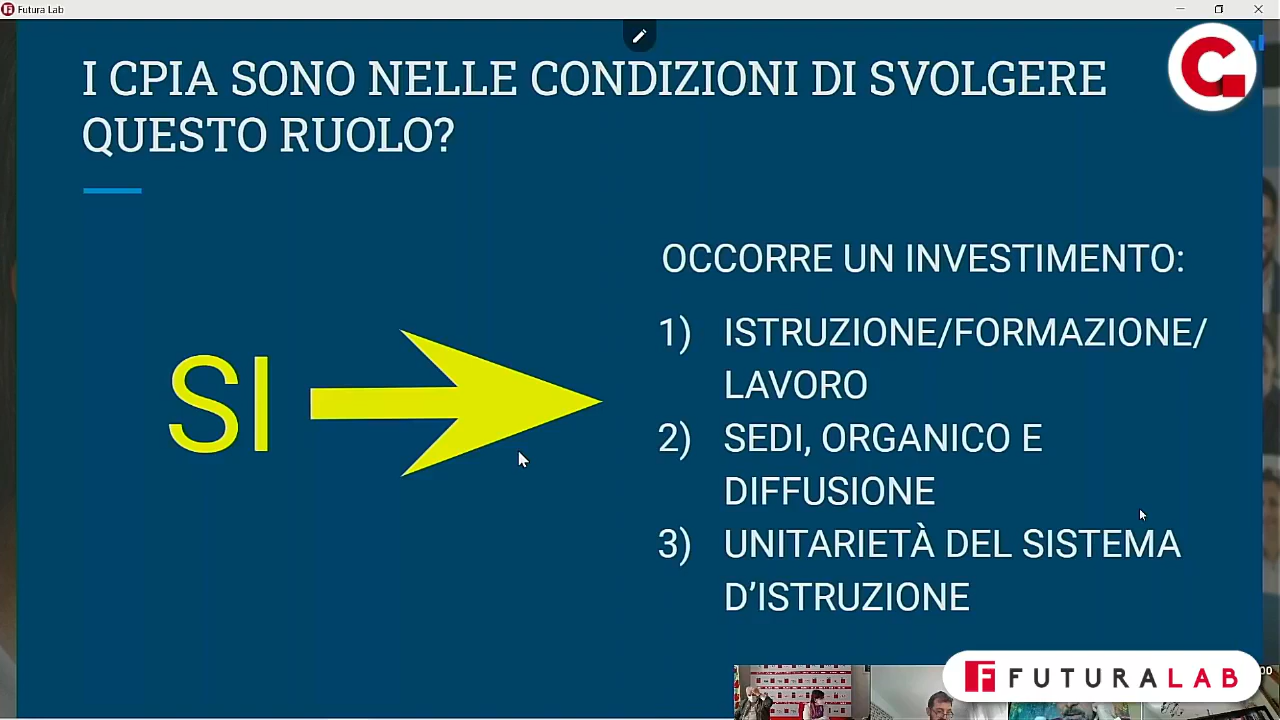 Futura Lab
I CPIA SONO NELLE CONDIZIONI DI SVOLGERE
QUESTO RUOLO?
OCCORRE UN INVESTIMENTO:
SI
1) ISTRUZIONE/FORMAZIONE/
LAVORO
2) SEDI, ORGANICO E
DIFFUSIONE
3) UNITARIETÀ DEL SISTEMA
D’ISTRUZIONE
FUTURALAB